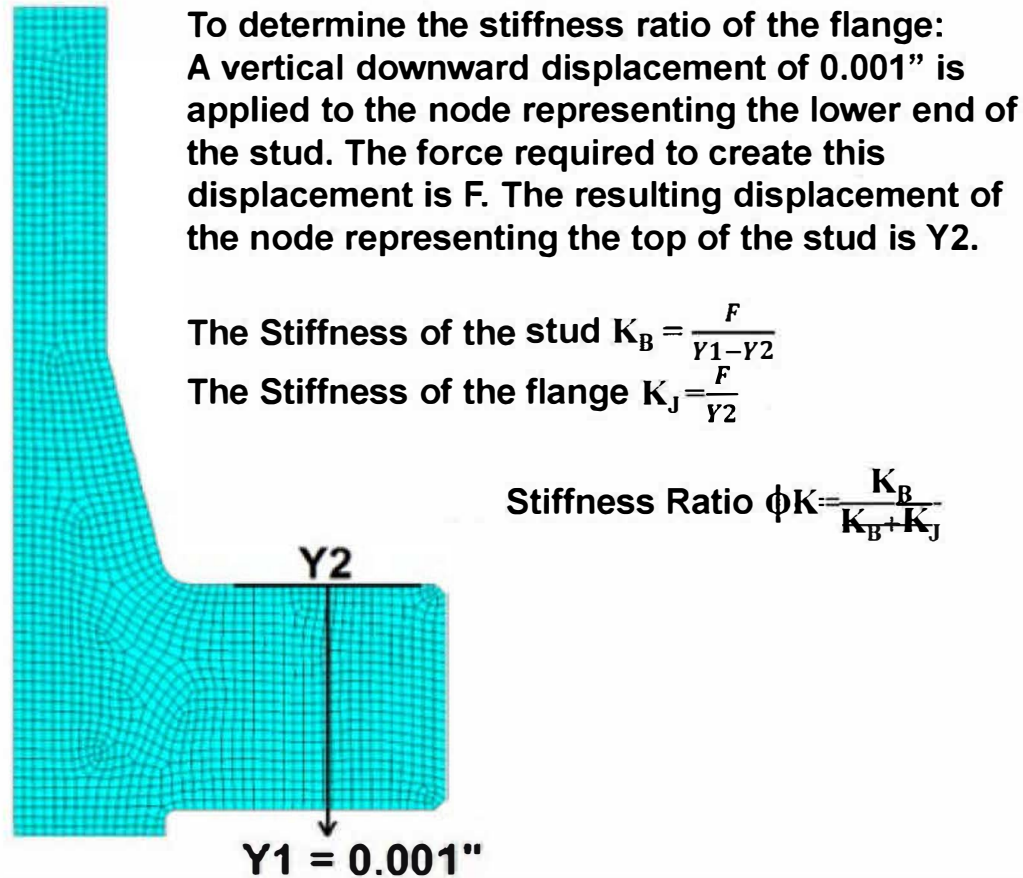 To determine the stiffness ratio of the flange:
A vertical downward displacement of 0.001” is
applied to the node representing the lower end of
the stud. The force required to create this
displacement is F. The resulting displacement of
the node representing the top of the stud is Y2.
The Stiffness of the stud K_B = F/(Y1−Y2)
The Stiffness of the flange K_J = F/Y2
Stiffness Ratio ϕK = K_B/(K_B+K_J)
Y2
Y1 = 0.001"